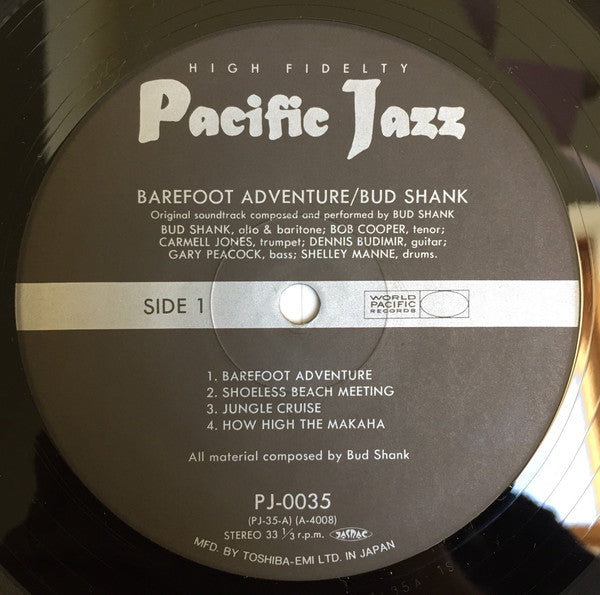 HIGH FIDELTY
Pacific Jazz
BAREFOOT ADVENTURE/BUD SHANK
Original soundtrack composed and performed by BUD SHANK
BUD SHANK, alto & baritone; BOB COOPER, tenor;
CARMELL JONES, trumpet; DENNIS BUDIMIR, guitar;
GARY PEACOCK, bass; SHELLEY MANNE, drums.
SIDE 1
WORLD
PACIFIC
RECORDS
1. BAREFOOT ADVENTURE
2. SHOELESS BEACH MEETING
3. JUNGLE CRUISE
4. HOW HIGH THE MAKAHA
All material composed by Bud Shank
PJ-0035
(PJ-35-A) (A-4008)
STEREO 33 1/3 r.p.m. JASRAC
MFD. BY TOSHIBA-EMI LTD. IN JAPAN